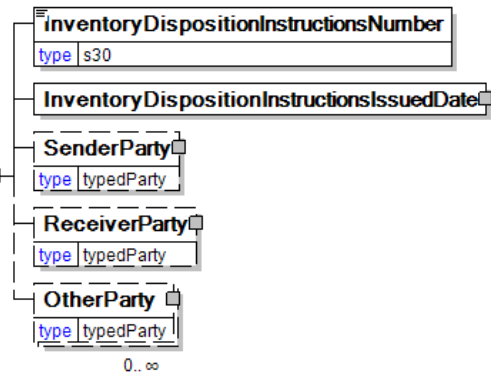 InventoryDispositionInstructionsNumber
type s30
InventoryDispositionInstructionsIssuedDate
SenderParty
type typedParty
ReceiverParty
type typedParty
OtherParty
type typedParty
0..∞